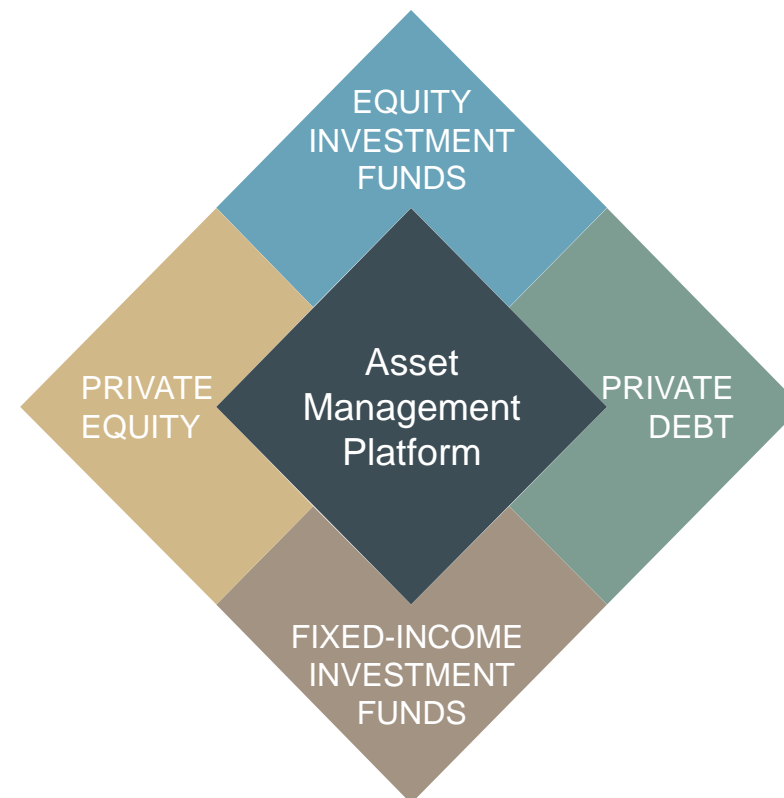 EQUITY
INVESTMENT
FUNDS
PRIVATE
EQUITY
Asset
Management
Platform
PRIVATE
DEBT
FIXED-INCOME
INVESTMENT
FUNDS